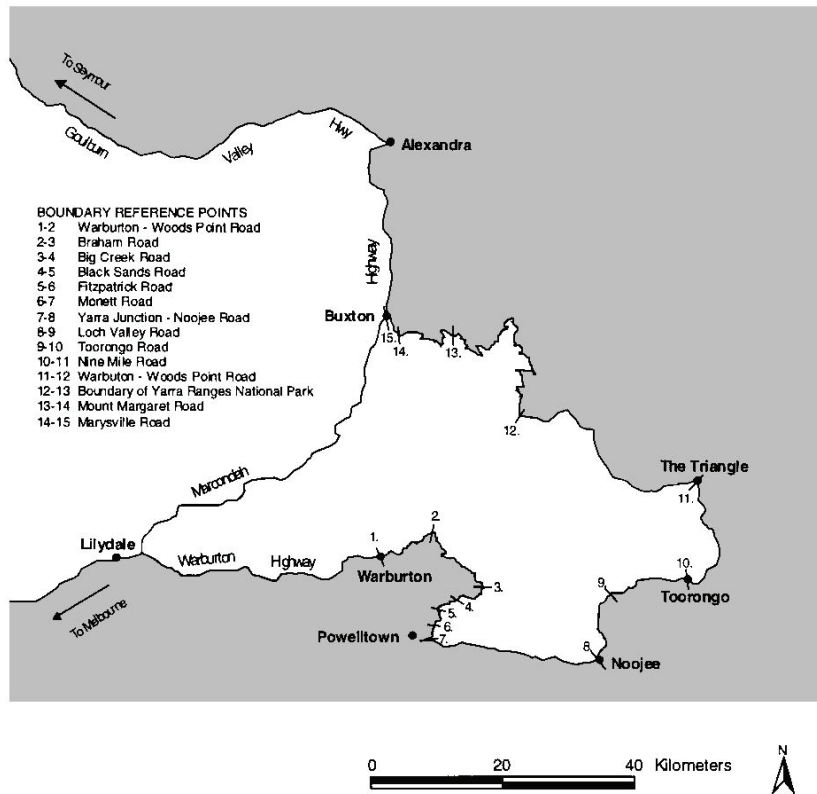 To Seymour
Goulburn Valley Hwy
Alexandra
BOUNDARY REFERENCE POINTS
1-2 Warburton - Woods Point Road
2-3 Braham Road
3-4 Big Creek Road
4-5 Black Sands Road
5-6 Fitzpatrick Road
6-7 Monett Road
7-8 Yarra Junction - Noojee Road
8-9 Loch Valley Road
9-10 Toorongo Road
10-11 Nine Mile Road
11-12 Warbuton - Woods Point Road
12-13 Boundary of Yarra Ranges National Park
13-14 Mount Margaret Road
14-15 Marysville Road
Highway
Buxton
15.
14.
13.
12.
The Triangle
11.
Maroondah
Lilydale
Warburton Highway
1.
2.
Warburton
3.
4.
5.
6.
7.
Powelltown
10.
Toorongo
9
8
Noojee
To Melbourne
0 20 40 Kilometers
N